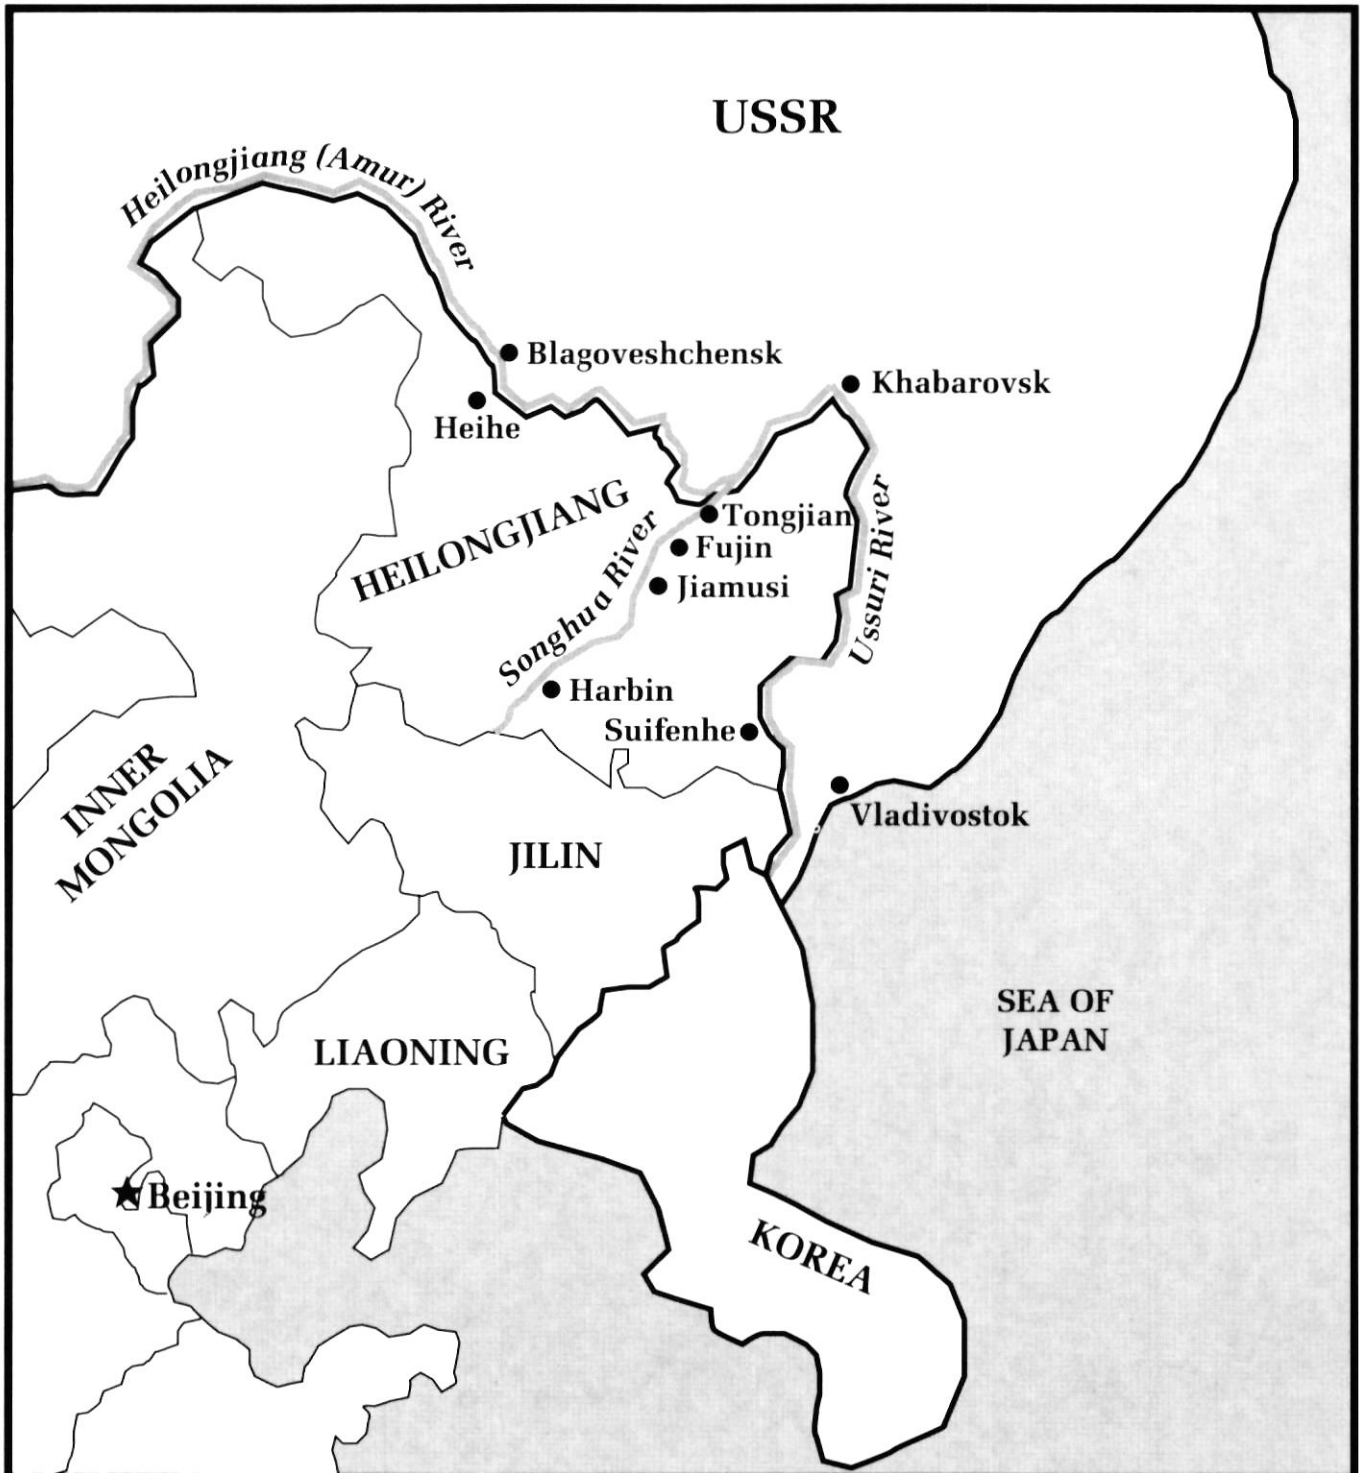 USSR
Heilongjiang (Amur) River
Blagoveshchensk
Khabarovsk
Heihe
HEILONGJIANG
Tongjian
Fujin
Jiamusi
Songhua River
Ussuri River
Harbin
Suifenhe
INNER
MONGOLIA
Vladivostok
JILIN
SEA OF
JAPAN
LIAONING
Beijing
KOREA